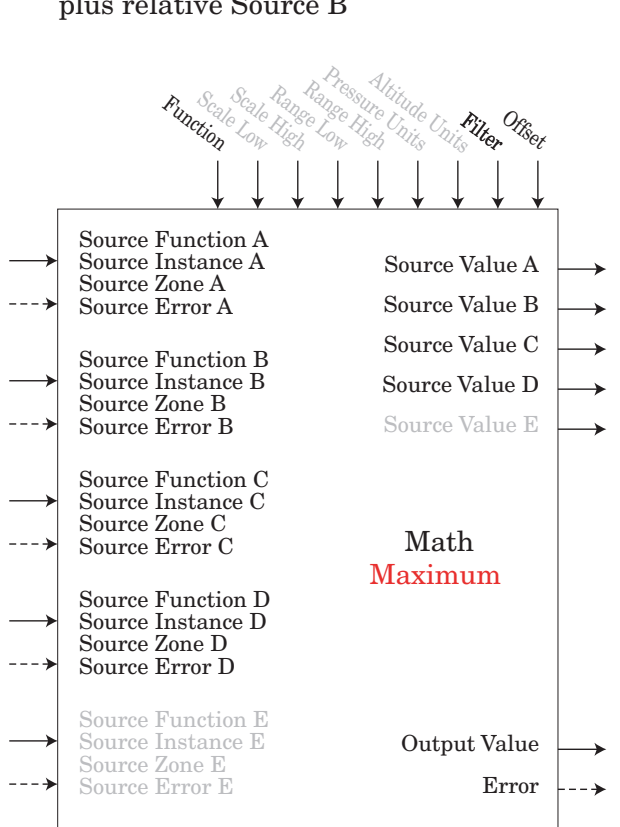 plus relative Source B
Function
Scale Low
Scale High
Range Low
Range High
Pressure Units
Altitude Units
Filter
Offset
Source Function A
Source Instance A
Source Zone A
Source Error A
Source Function B
Source Instance B
Source Zone B
Source Error B
Source Function C
Source Instance C
Source Zone C
Source Error C
Source Function D
Source Instance D
Source Zone D
Source Error D
Source Function E
Source Instance E
Source Zone E
Source Error E
Source Value A
Source Value B
Source Value C
Source Value D
Source Value E
Math
Maximum
Output Value
Error